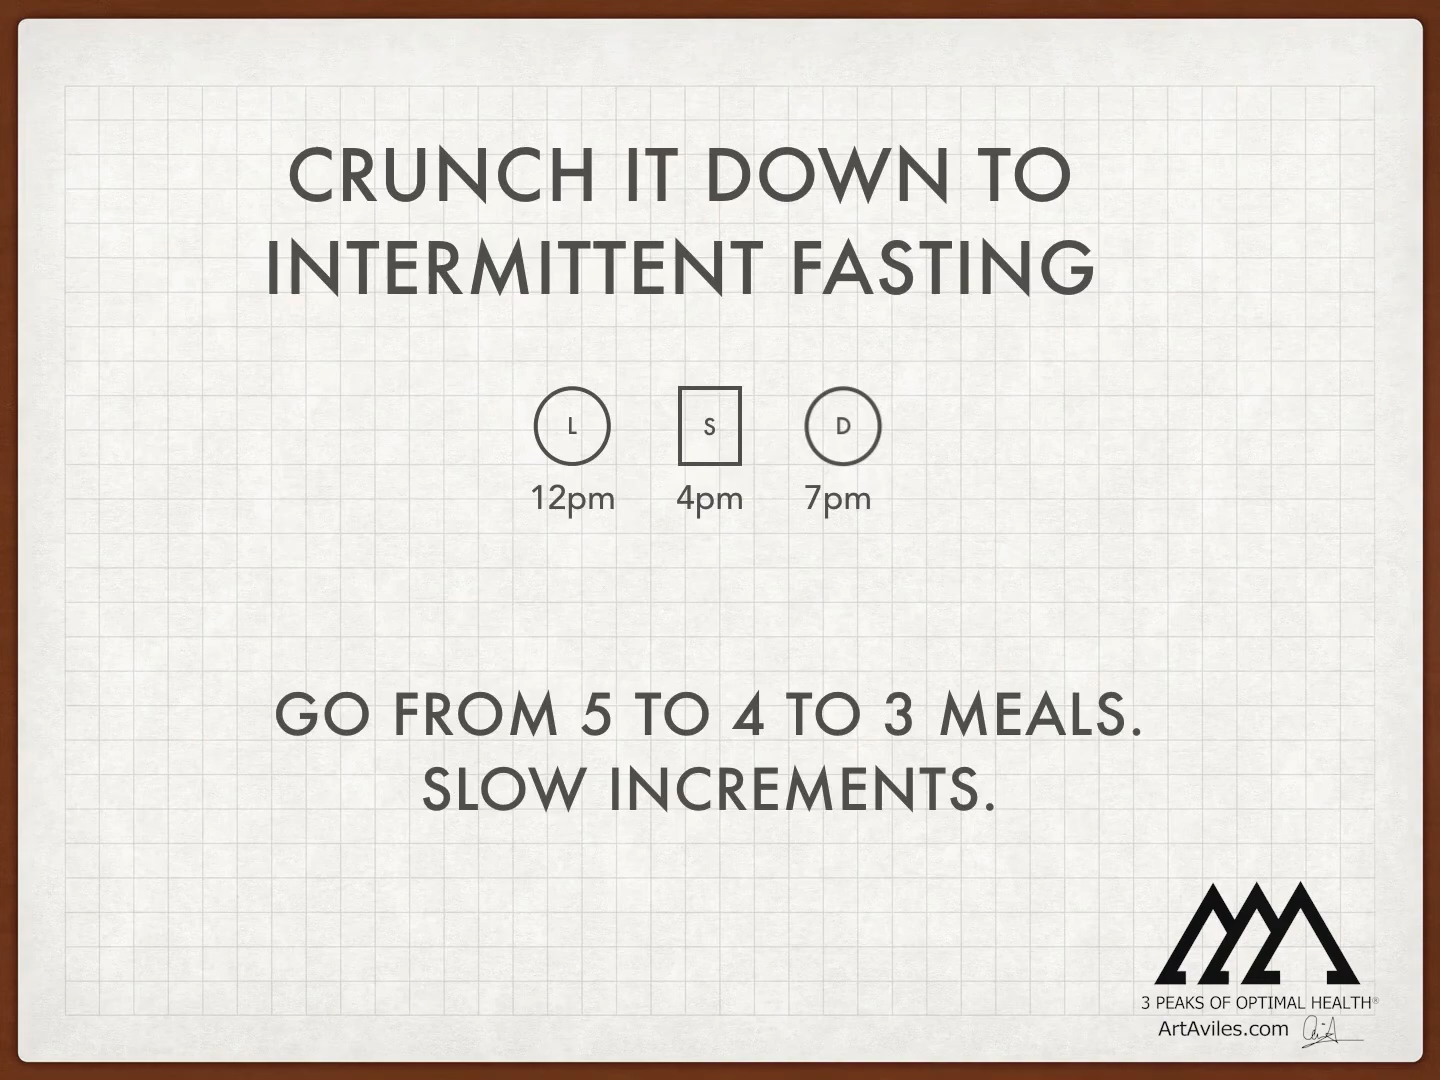 CRUNCH IT DOWN TO
INTERMITTENT FASTING
L S D
12pm 4pm 7pm
GO FROM 5 TO 4 TO 3 MEALS.
SLOW INCREMENTS.
3 PEAKS OF OPTIMAL HEALTH®
ArtAviles.com